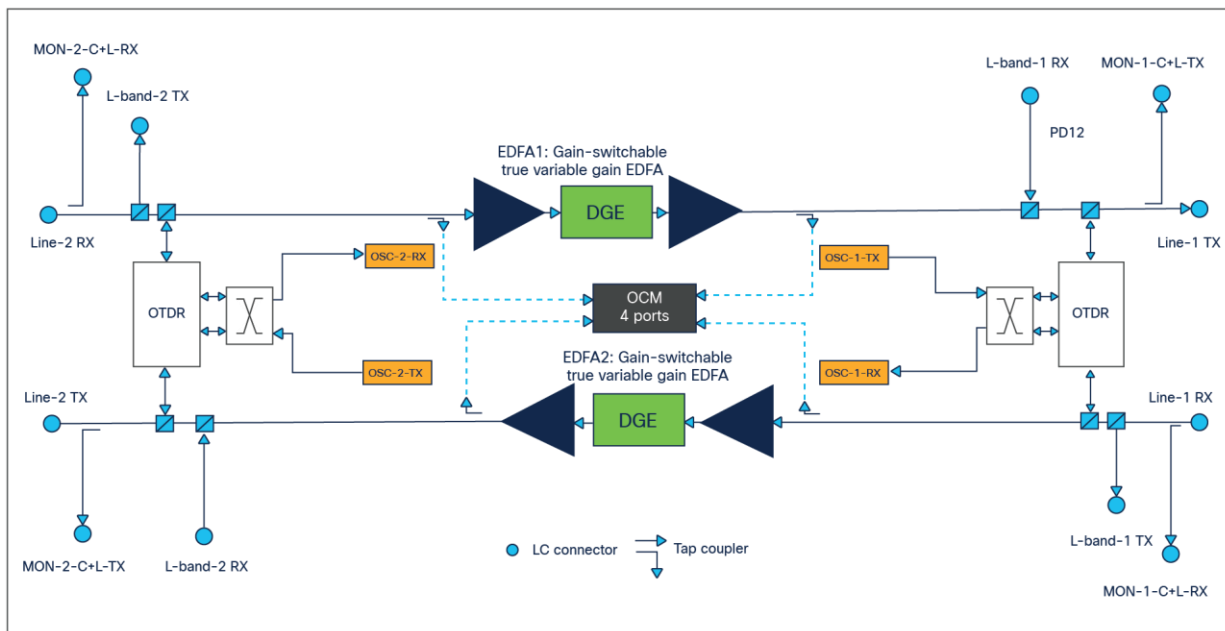 MON-2-C+L-RX
L-band-2 TX
L-band-1 RX
MON-1-C+L-TX
PD12
EDFA1: Gain-switchable
true variable gain EDFA
DGE
Line-2 RX
Line-1 TX
OSC-2-RX
OSC-1-TX
OTDR
OCM
4 ports
OTDR
EDFA2: Gain-switchable
true variable gain EDFA
OSC-2-TX
OSC-1-RX
Line-2 TX
Line-1 RX
DGE
LC connector
Tap coupler
MON-2-C+L-TX
L-band-2 RX
L-band-1 TX
MON-1-C+L-RX